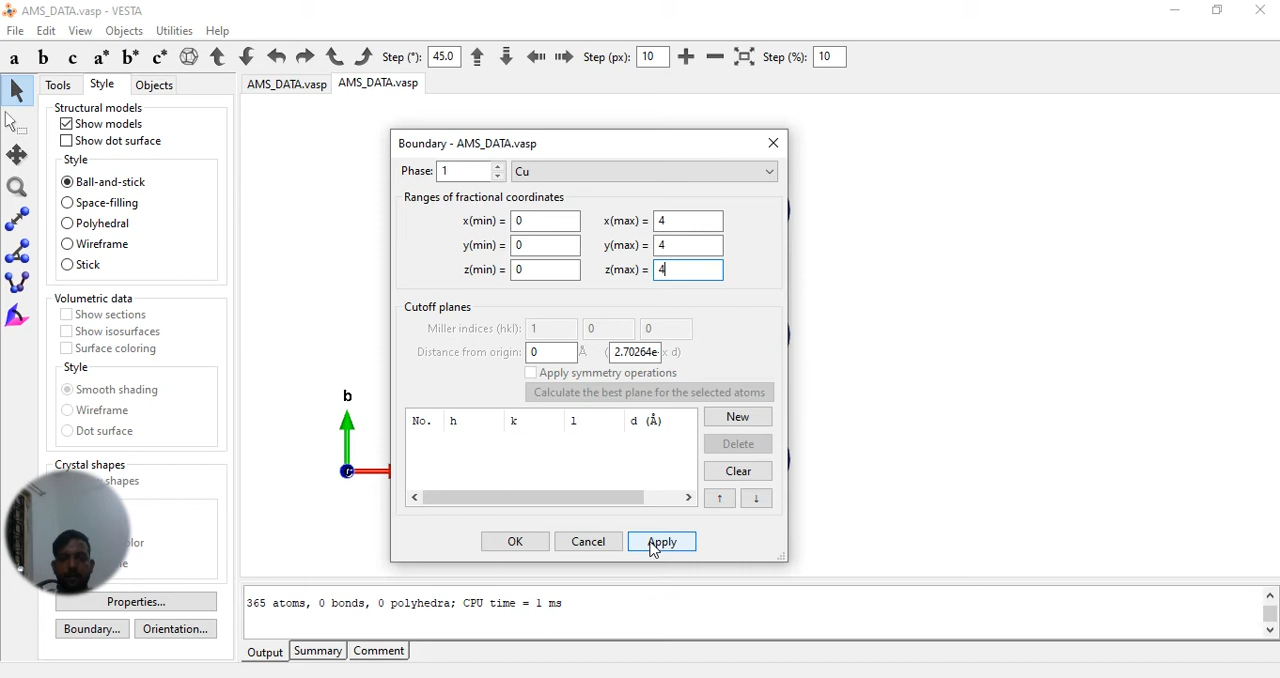 AMS_DATA.vasp - VESTA
File Edit View Objects Utilities Help
a b c a* b* c* Step (°): 45.0 Step (px): 10 Step (%): 10
Tools Style Objects
AMS_DATA.vasp AMS_DATA.vasp
Structural models
Show models
Show dot surface
Style
Ball-and-stick
Space-filling
Polyhedral
Wireframe
Stick
Volumetric data
Show sections
Show isosurfaces
Surface coloring
Style
Smooth shading
Wireframe
Dot surface
Crystal shapes
shapes
Properties...
Boundary... Orientation...
b
Boundary - AMS_DATA.vasp
Phase: 1 Cu
Ranges of fractional coordinates
x(min) = 0 x(max) = 4
y(min) = 0 y(max) = 4
z(min) = 0 z(max) = 4
Cutoff planes
Miller indices (hkl): 1 0 0
Distance from origin: 0 Å ( 2.70264e- x d)
Apply symmetry operations
Calculate the best plane for the selected atoms
No. h k l d (Å)
New
Delete
Clear
↑ ↓
OK Cancel Apply
365 atoms, 0 bonds, 0 polyhedra; CPU time = 1 ms
Output Summary Comment